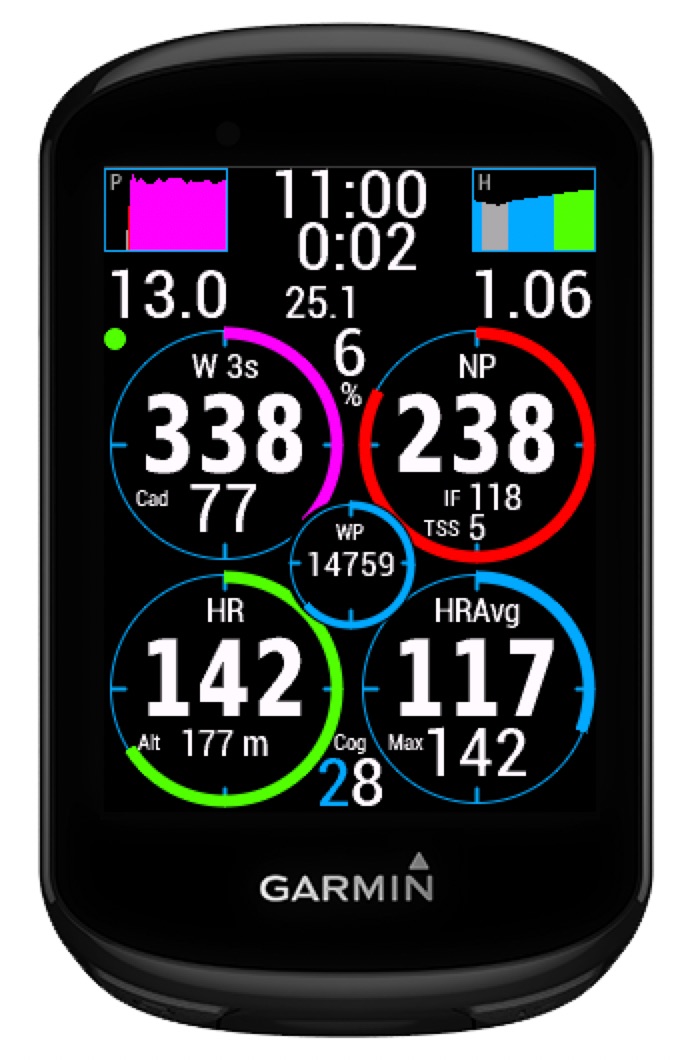 P
11:00
H
0:02
13.0
25.1
1.06
6
%
W 3s
338
Cad 77
NP
238
IF 118
TSS 5
WP
14759
HR
142
Alt 177 m
HRAvg
117
Max 142
Cog
28
GARMIN